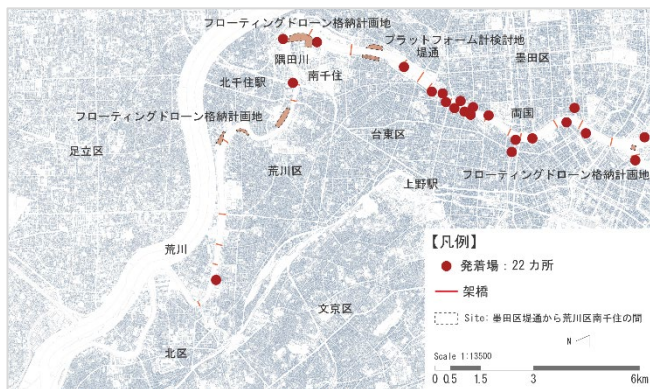 フローティングドローン格納計画地
プラットフォーム計検討地
隅田川
堤通
墨田区
北千住駅
南千住
フローティングドローン格納計画地
両国
台東区
足立区
荒川区
上野駅
フローティングドローン格納計画地
荒川
文京区
北区
【凡例】
発着場：22カ所
架橋
Site: 墨田区堤通から荒川区南千住の間
N
Scale 1:13500
0 0.5 1.5 3 6km